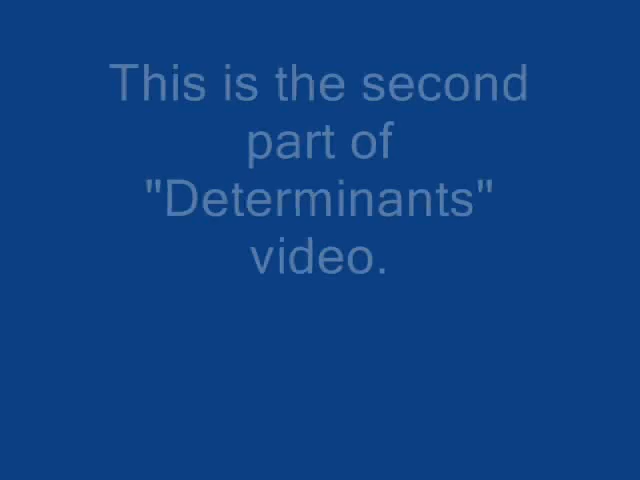 This is the second
part of
"Determinants"
video.